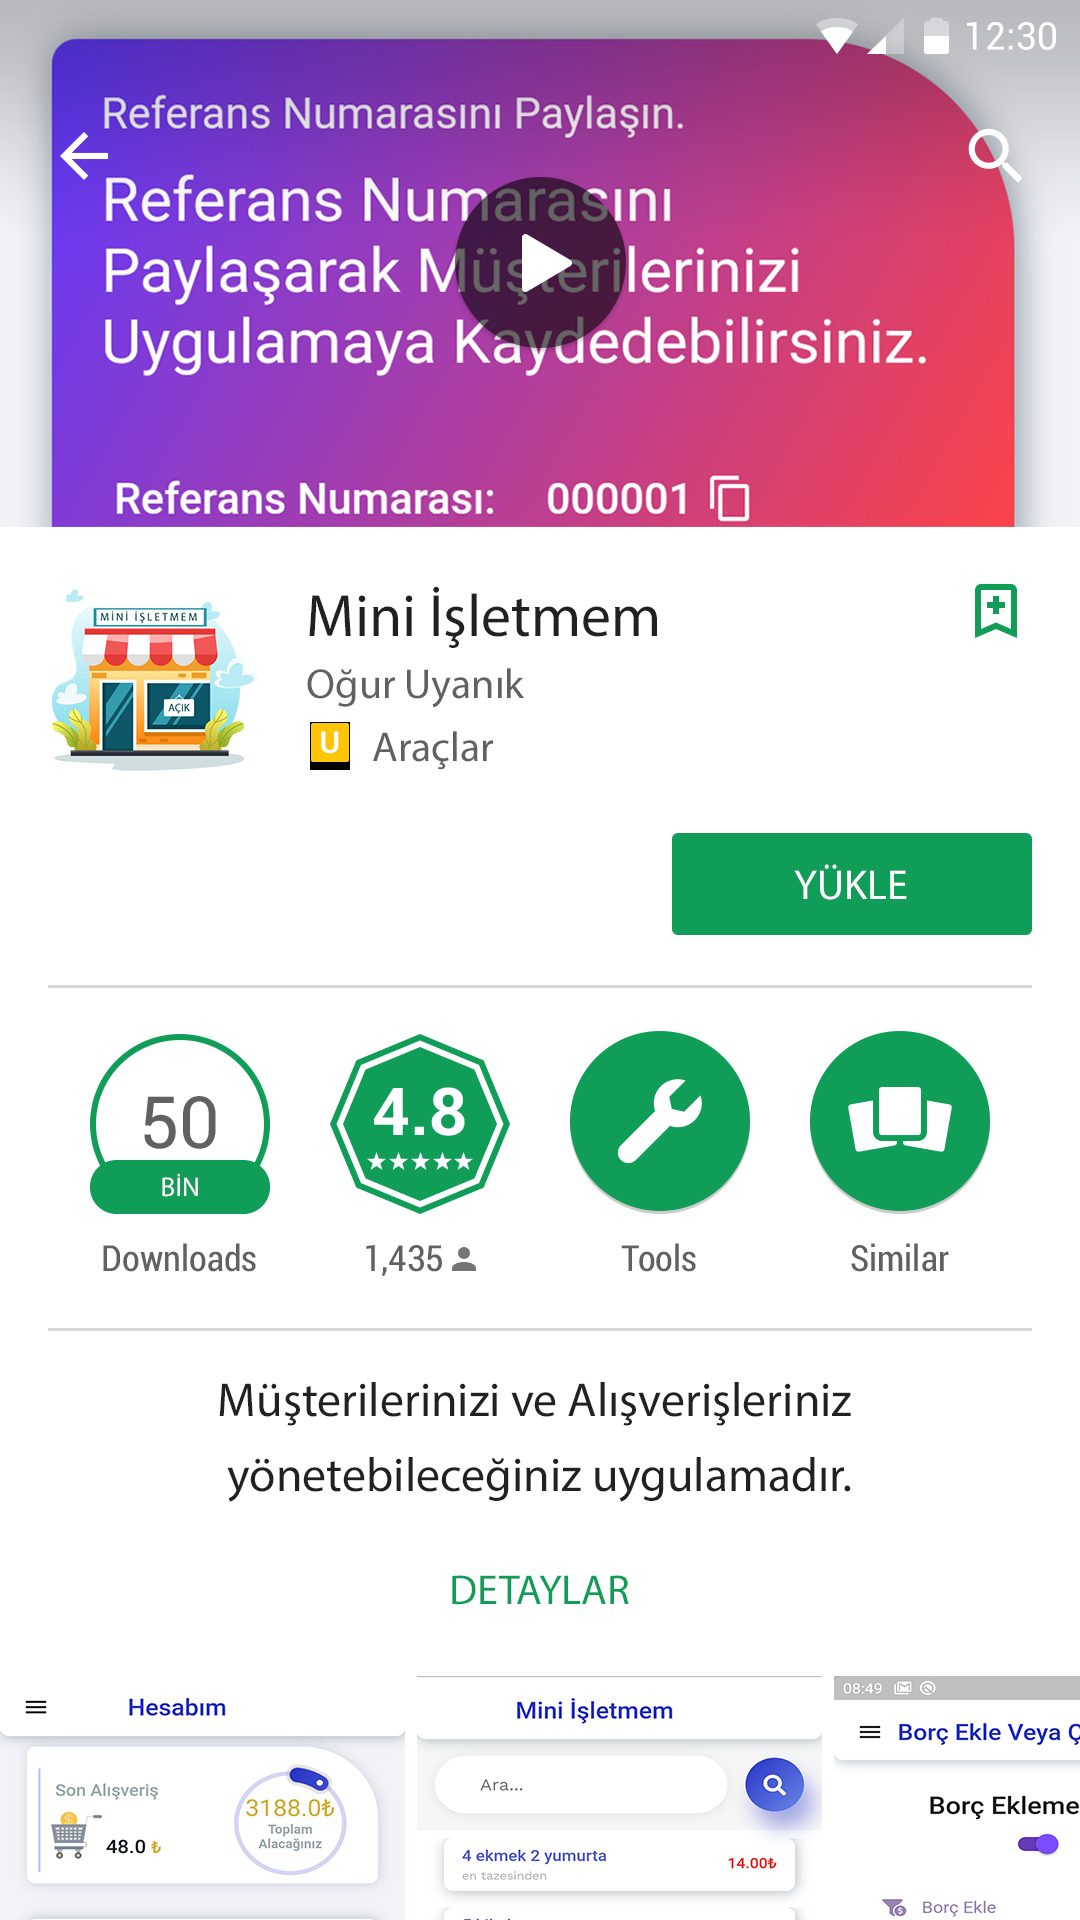 12:30
Referans Numarasını Paylaşın.
Referans Numarasını
Paylaşarak Müşterilerinizi
Uygulamaya Kaydedebilirsiniz.
Referans Numarası: 000001
MİNİ İŞLETMEM
AÇIK
Mini İşletmem
Oğur Uyanık
U Araçlar
YÜKLE
50
BİN
4.8
Downloads
1,435
Tools
Similar
Müşterilerinizi ve Alışverişleriniz
yönetebileceğiniz uygulamadır.
DETAYLAR
Hesabım
Son Alışveriş
48.0 ₺
3188.0₺
Toplam
Alacağınız
Mini İşletmem
Ara...
4 ekmek 2 yumurta
en tazesinden
14.00₺
08:49
Borç Ekle Veya Ç
Borç Ekleme
Borç Ekle